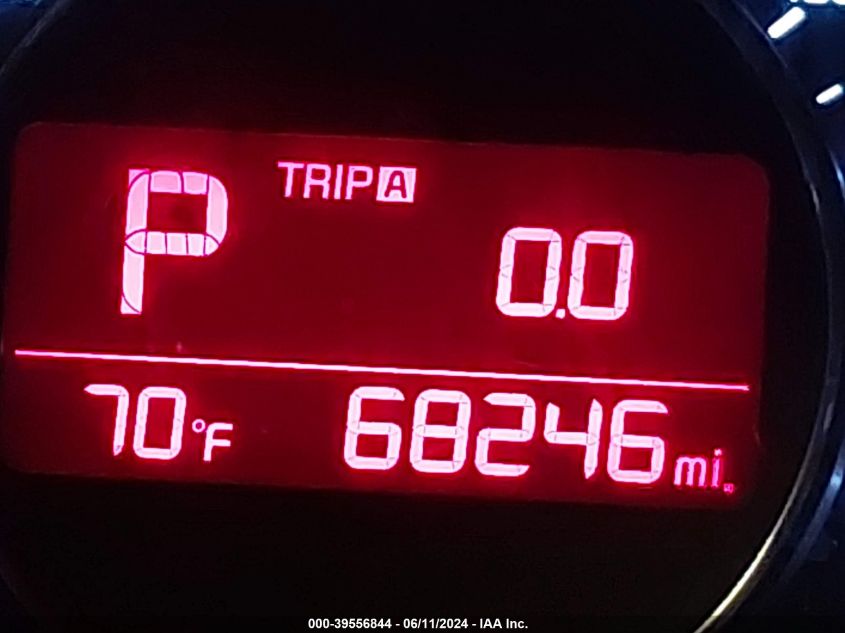 P TRIP A
0.0
70 °F 68246 mi.
000-39556844 - 06/11/2024 - IAA Inc.